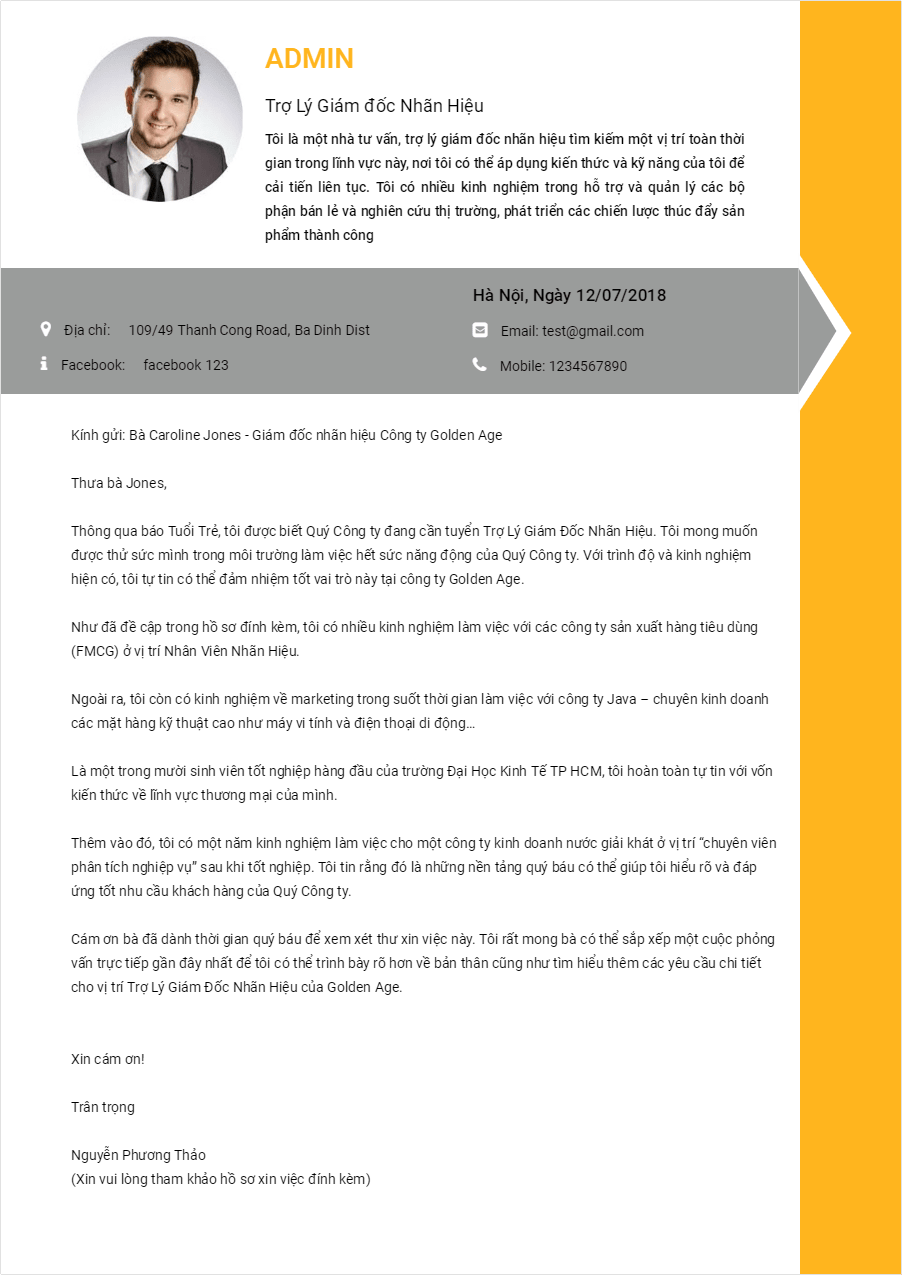 ADMIN
Trợ Lý Giám đốc Nhãn Hiệu
Tôi là một nhà tư vấn, trợ lý giám đốc nhãn hiệu tìm kiếm một vị trí toàn thời
gian trong lĩnh vực này, nơi tôi có thể áp dụng kiến thức và kỹ năng của tôi để
cải tiến liên tục. Tôi có nhiều kinh nghiệm trong hỗ trợ và quản lý các bộ
phận bán lẻ và nghiên cứu thị trường, phát triển các chiến lược thúc đẩy sản
phẩm thành công
Hà Nội, Ngày 12/07/2018
Địa chỉ: 109/49 Thanh Cong Road, Ba Dinh Dist
Email: test@gmail.com
Facebook: facebook 123
Mobile: 1234567890
Kính gửi: Bà Caroline Jones - Giám đốc nhãn hiệu Công ty Golden Age
Thưa bà Jones,
Thông qua báo Tuổi Trẻ, tôi được biết Quý Công ty đang cần tuyển Trợ Lý Giám Đốc Nhãn Hiệu. Tôi mong muốn
được thử sức mình trong môi trường làm việc hết sức năng động của Quý Công ty. Với trình độ và kinh nghiệm
hiện có, tôi tự tin có thể đảm nhiệm tốt vai trò này tại công ty Golden Age.
Như đã đề cập trong hồ sơ đính kèm, tôi có nhiều kinh nghiệm làm việc với các công ty sản xuất hàng tiêu dùng
(FMCG) ở vị trí Nhân Viên Nhãn Hiệu.
Ngoài ra, tôi còn có kinh nghiệm về marketing trong suốt thời gian làm việc với công ty Java – chuyên kinh doanh
các mặt hàng kỹ thuật cao như máy vi tính và điện thoại di động...
Là một trong mười sinh viên tốt nghiệp hàng đầu của trường Đại Học Kinh Tế TP HCM, tôi hoàn toàn tự tin với vốn
kiến thức về lĩnh vực thương mại của mình.
Thêm vào đó, tôi có một năm kinh nghiệm làm việc cho một công ty kinh doanh nước giải khát ở vị trí “chuyên viên
phân tích nghiệp vụ” sau khi tốt nghiệp. Tôi tin rằng đó là những nền tảng quý báu có thể giúp tôi hiểu rõ và đáp
ứng tốt nhu cầu khách hàng của Quý Công ty.
Cám ơn bà đã dành thời gian quý báu để xem xét thư xin việc này. Tôi rất mong bà có thể sắp xếp một cuộc phỏng
vấn trực tiếp gần đây nhất để tôi có thể trình bày rõ hơn về bản thân cũng như tìm hiểu thêm các yêu cầu chi tiết
cho vị trí Trợ Lý Giám Đốc Nhãn Hiệu của Golden Age.
Xin cám ơn!
Trân trọng
Nguyễn Phương Thảo
(Xin vui lòng tham khảo hồ sơ xin việc đính kèm)